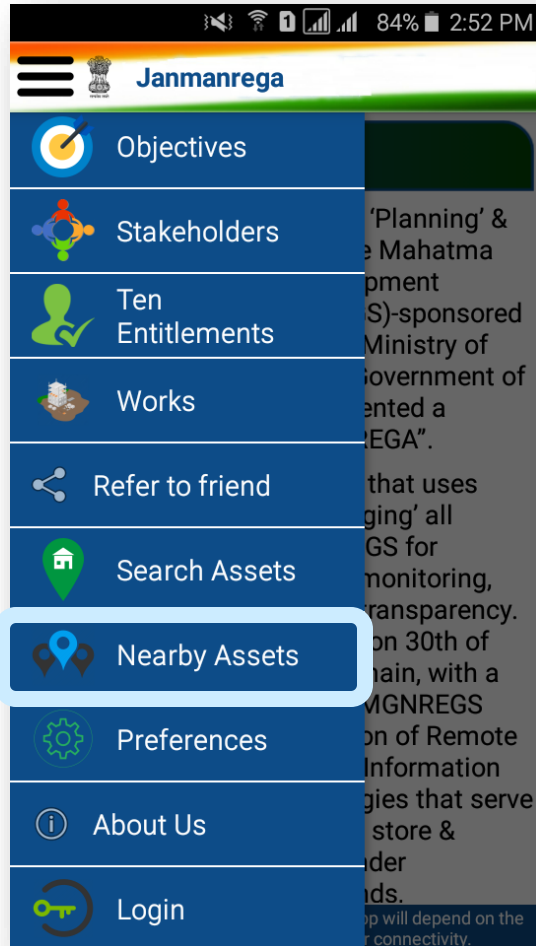 1 84% 2:52 PM
Janmanrega
Objectives
Stakeholders
Ten
Entitlements
Works
Refer to friend
Search Assets
Nearby Assets
Preferences
About Us
Login
‘Planning’ &
Mahatma
S)-sponsored
Ministry of
Government of
ented a
REGA”.
that uses
ging’ all
GS for
monitoring,
transparency.
on 30th of
hain, with a
MGNREGS
on of Remote
Information
gies that serve
store &
nds.
pp will depend on the
connectivity.